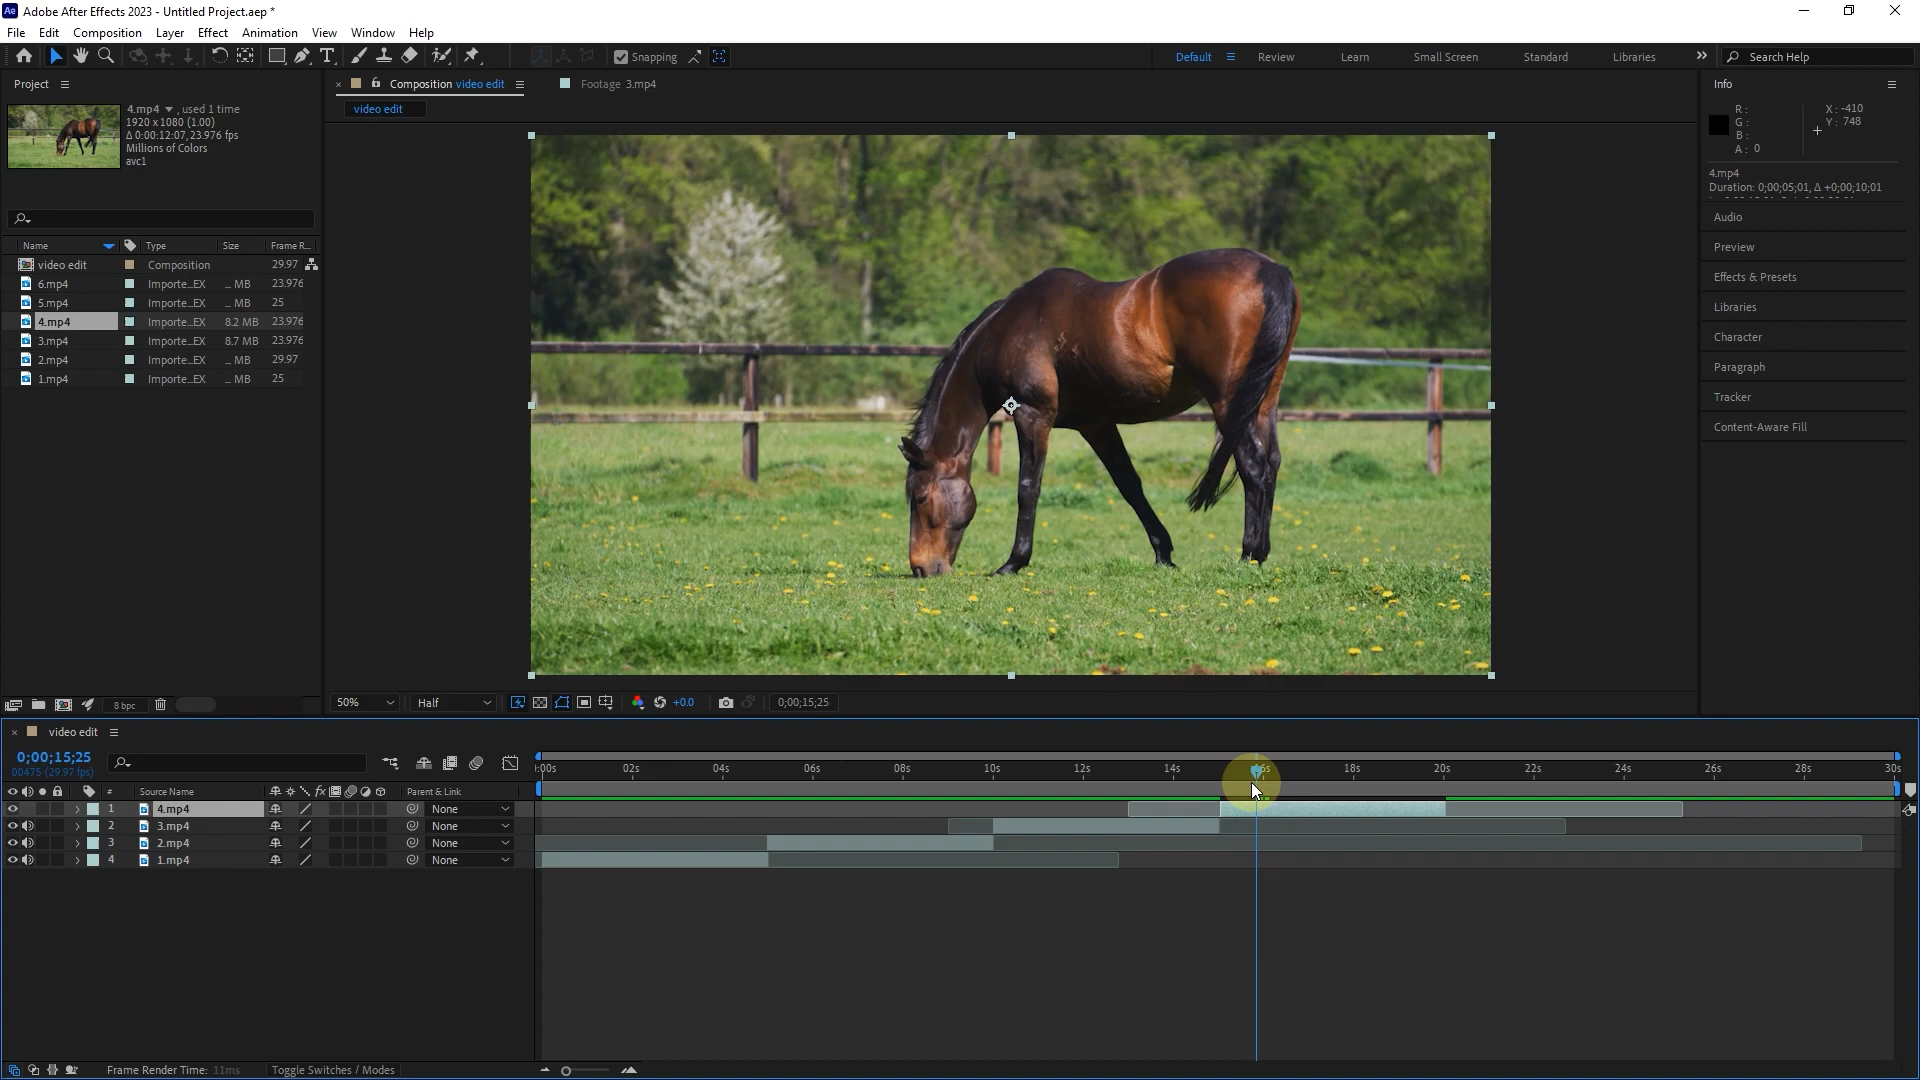 Ae Adobe After Effects 2023 - Untitled Project.aep *
File Edit Composition Layer Effect Animation View Window Help
Snapping Default Review Learn Small Screen Standard Libraries Search Help
Project
4.mp4 , used 1 time
1920 x 1080 (1.00)
Δ 0:00:12:07, 23.976 fps
Millions of Colors
avc1
Name Type Size Frame R...
video edit Composition 29.97
6.mp4 Importe...EX ... MB 23.976
5.mp4 Importe...EX ... MB 25
4.mp4 Importe...EX 8.2 MB 23.976
3.mp4 Importe...EX 8.7 MB 23.976
2.mp4 Importe...EX ... MB 29.97
1.mp4 Importe...EX ... MB 25
8 bpc
Composition video edit Footage 3.mp4
video edit
50% Half +0.0 0;00;15;25
Info
R :
G :
B :
A : 0
X : -410
Y : 748
4.mp4
Duration: 0;00;05;01, Δ +0;00;10;01
Audio
Preview
Effects & Presets
Libraries
Character
Paragraph
Tracker
Content-Aware Fill
video edit
0;00;15;25
00475 (29.97 fps)
:00s 02s 04s 06s 08s 10s 12s 14s 16s 18s 20s 22s 24s 26s 28s 30s
# Source Name fx Parent & Link
1 4.mp4 None
2 3.mp4 None
3 2.mp4 None
4 1.mp4 None
Frame Render Time: 11ms Toggle Switches / Modes